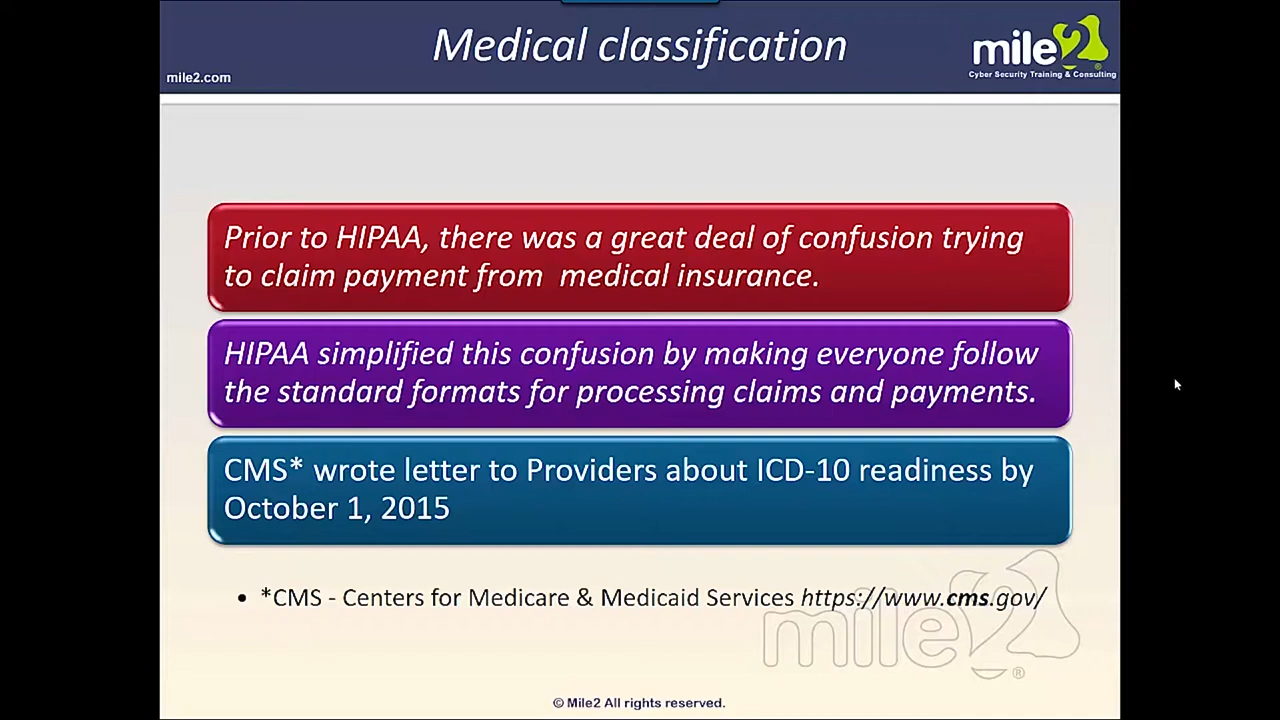 Medical classification
mile2.com
mile2
®
Cyber Security Training & Consulting
Prior to HIPAA, there was a great deal of confusion trying
to claim payment from  medical insurance.
HIPAA simplified this confusion by making everyone follow
the standard formats for processing claims and payments.
CMS* wrote letter to Providers about ICD-10 readiness by
October 1, 2015
• *CMS - Centers for Medicare & Medicaid Services https://www.cms.gov/
mile2
®
© Mile2 All rights reserved.